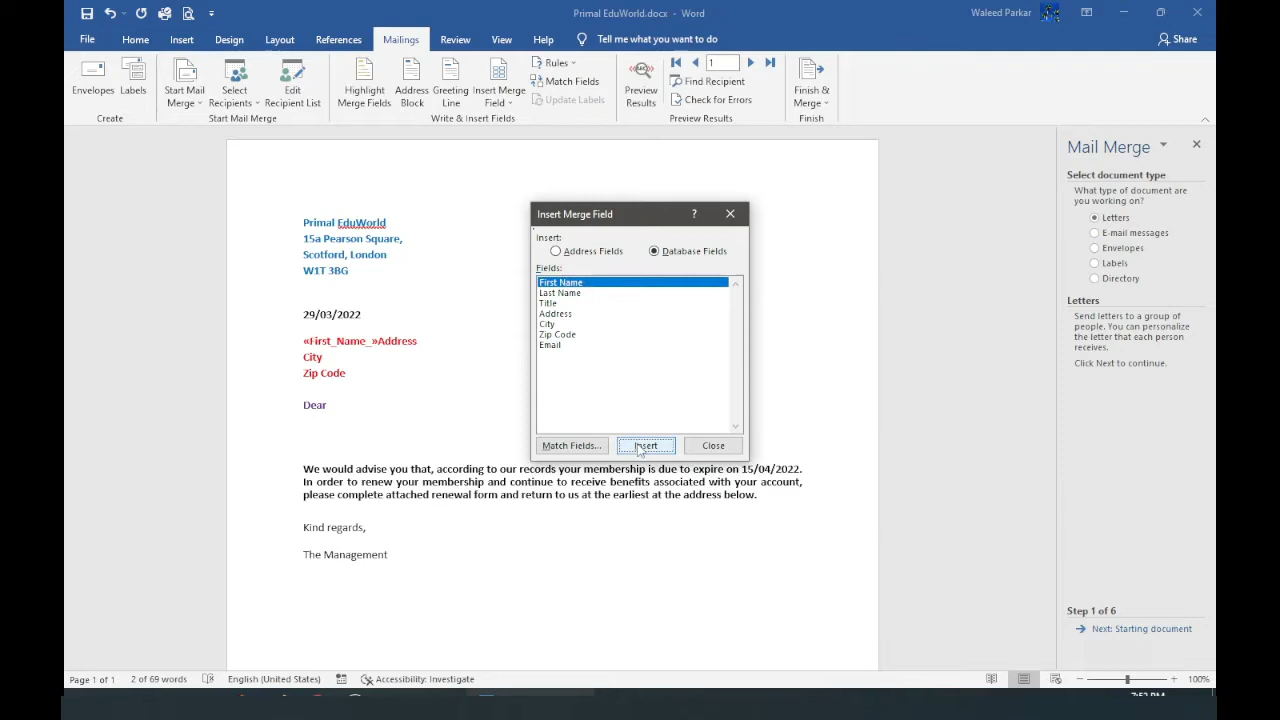 Primal EduWorld.docx - Word
Waleed Parkar
File Home Insert Design Layout References Mailings Review View Help Tell me what you want to do Share
Envelopes
Labels
Create
Start Mail
Merge
Select
Recipients
Edit
Recipient List
Start Mail Merge
Highlight
Merge Fields
Address
Block
Greeting
Line
Insert Merge
Field
Rules
Match Fields
Update Labels
Write & Insert Fields
ABC
Preview
Results
1
Find Recipient
Check for Errors
Preview Results
Finish &
Merge
Finish
Primal EduWorld
15a Pearson Square,
Scotford, London
W1T 3BG
29/03/2022
«First_Name_»Address
City
Zip Code
Dear
We would advise you that, according to our records your membership is due to expire on 15/04/2022.
In order to renew your membership and continue to receive benefits associated with your account,
please complete attached renewal form and return to us at the earliest at the address below.
Kind regards,
The Management
Insert Merge Field ?
Insert:
Address Fields Database Fields
Fields:
First Name
Last Name
Title
Address
City
Zip Code
Email
Match Fields... Insert Close
Mail Merge
Select document type
What type of document are
you working on?
Letters
E-mail messages
Envelopes
Labels
Directory
Letters
Send letters to a group of
people. You can personalize
the letter that each person
receives.
Click Next to continue.
Step 1 of 6
Next: Starting document
Page 1 of 1 2 of 69 words English (United States) Accessibility: Investigate 100%